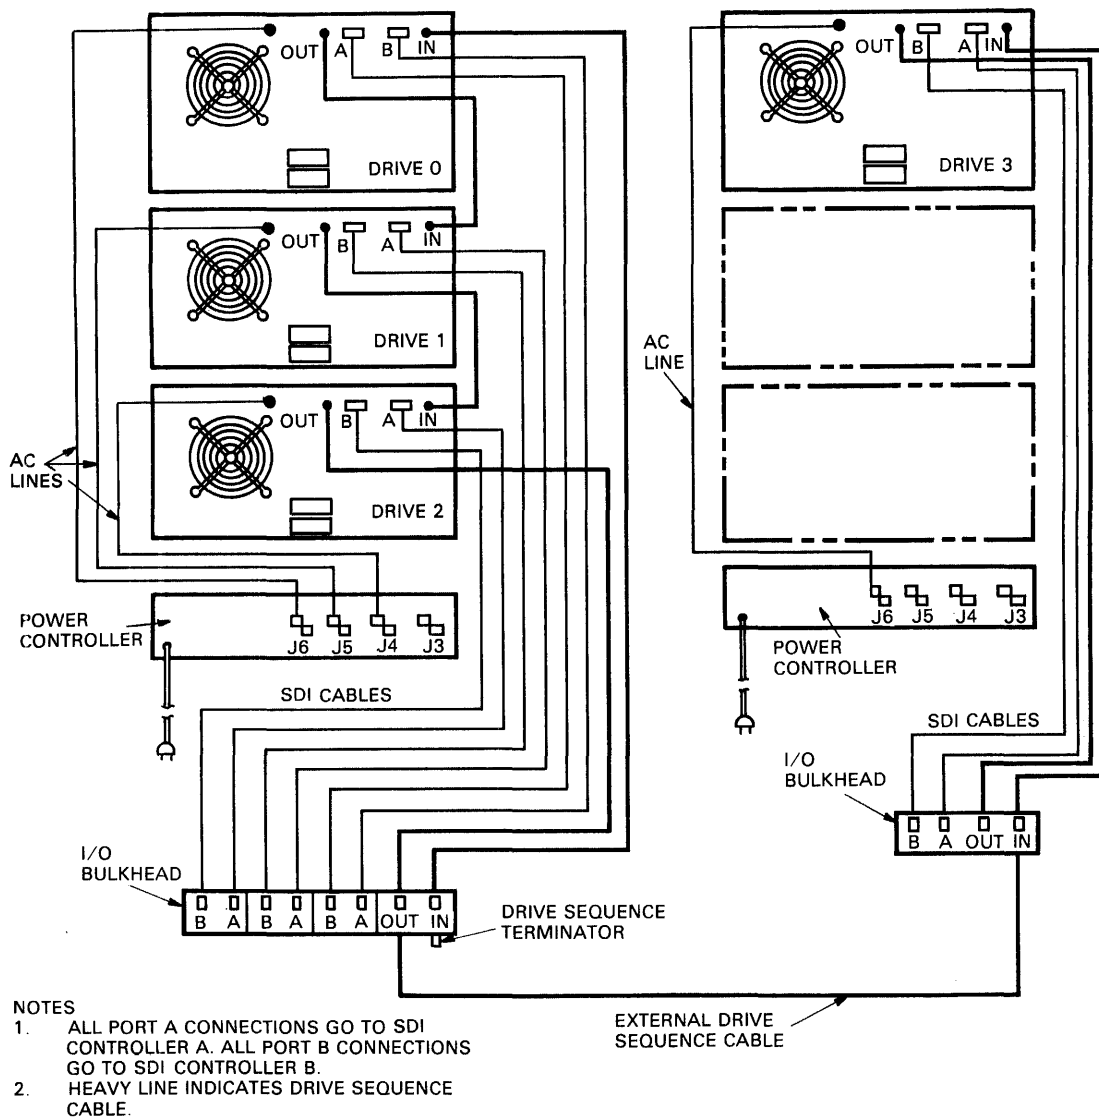 OUT A B IN
DRIVE 0
OUT B A IN
DRIVE 1
OUT B A IN
DRIVE 2
AC
LINES
POWER
CONTROLLER
J6 J5 J4 J3
SDI CABLES
I/O
BULKHEAD
B A B A B A OUT IN
DRIVE SEQUENCE
TERMINATOR
OUT B A IN
DRIVE 3
AC
LINE
J6 J5 J4 J3
POWER
CONTROLLER
SDI CABLES
I/O
BULKHEAD
B A OUT IN
EXTERNAL DRIVE
SEQUENCE CABLE
NOTES
1. ALL PORT A CONNECTIONS GO TO SDI
CONTROLLER A. ALL PORT B CONNECTIONS
GO TO SDI CONTROLLER B.
2. HEAVY LINE INDICATES DRIVE SEQUENCE
CABLE.